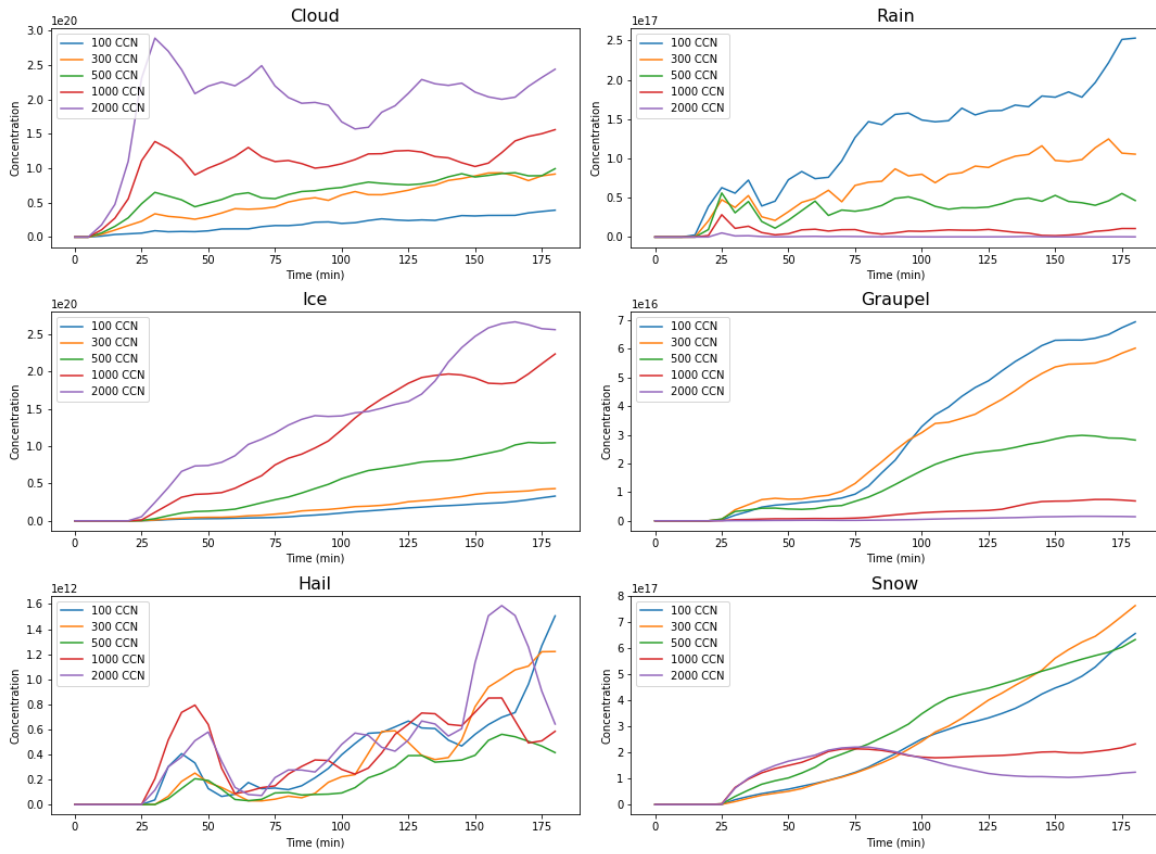 Cloud
1e20
3.0
2.5
2.0
1.5
1.0
0.5
0.0
Concentration
100 CCN
300 CCN
500 CCN
1000 CCN
2000 CCN
0 25 50 75 100 125 150 175
Time (min)
Rain
1e17
2.5
2.0
1.5
1.0
0.5
0.0
Concentration
100 CCN
300 CCN
500 CCN
1000 CCN
2000 CCN
0 25 50 75 100 125 150 175
Time (min)
Ice
1e20
2.5
2.0
1.5
1.0
0.5
0.0
Concentration
100 CCN
300 CCN
500 CCN
1000 CCN
2000 CCN
0 25 50 75 100 125 150 175
Time (min)
Graupel
1e16
7
6
5
4
3
2
1
0
Concentration
100 CCN
300 CCN
500 CCN
1000 CCN
2000 CCN
0 25 50 75 100 125 150 175
Time (min)
Hail
1e12
1.6
1.4
1.2
1.0
0.8
0.6
0.4
0.2
0.0
Concentration
100 CCN
300 CCN
500 CCN
1000 CCN
2000 CCN
0 25 50 75 100 125 150 175
Time (min)
Snow
1e17
8
7
6
5
4
3
2
1
0
Concentration
100 CCN
300 CCN
500 CCN
1000 CCN
2000 CCN
0 25 50 75 100 125 150 175
Time (min)